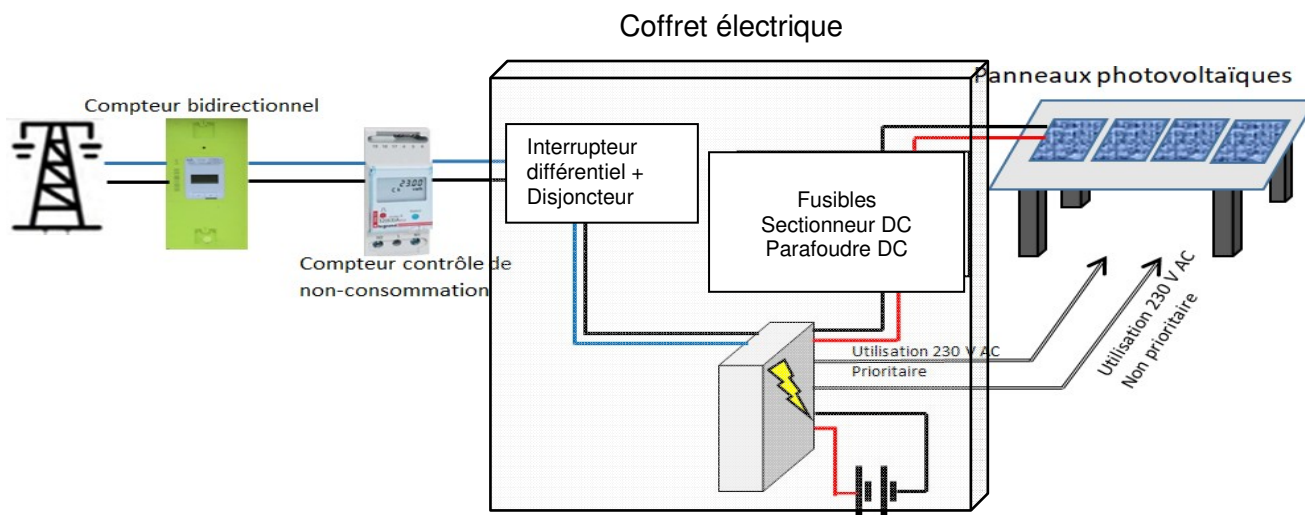 Coffret électrique
Compteur bidirectionnel
Panneaux photovoltaïques
Interrupteur
différentiel +
Disjoncteur
Fusibles
Sectionneur DC
Parafoudre DC
2300
Compteur contrôle de
non-consommation
Utilisation 230 V AC
Prioritaire
Utilisation 230 V AC
Non prioritaire